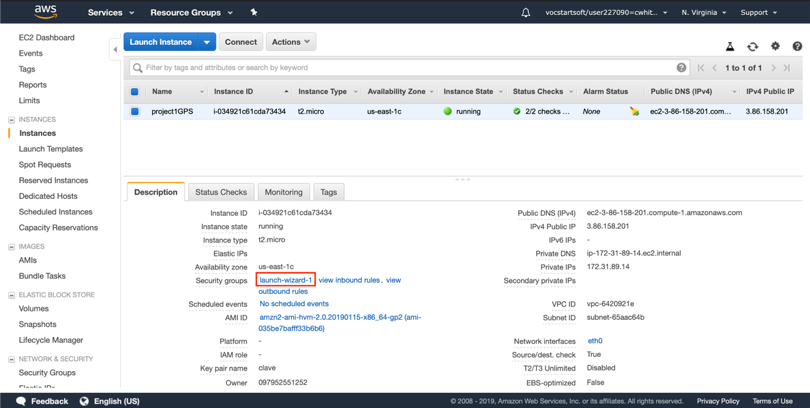 aws Services Resource Groups vocstartsoft/user227090=cwhit... N. Virginia Support
EC2 Dashboard
Events
Tags
Reports
Limits
INSTANCES
Instances
Launch Templates
Spot Requests
Reserved Instances
Dedicated Hosts
Scheduled Instances
Capacity Reservations
IMAGES
AMIs
Bundle Tasks
ELASTIC BLOCK STORE
Volumes
Snapshots
Lifecycle Manager
NETWORK & SECURITY
Security Groups
Launch Instance Connect Actions
Filter by tags and attributes or search by keyword 1 to 1 of 1
Name Instance ID Instance Type Availability Zone Instance State Status Checks Alarm Status Public DNS (IPv4) IPv4 Public IP
project1GPS i-034921c61cda73434 t2.micro us-east-1c running 2/2 checks ... None ec2-3-86-158-201.com... 3.86.158.201
Description Status Checks Monitoring Tags
Instance ID i-034921c61cda73434 Public DNS (IPv4) ec2-3-86-158-201.compute-1.amazonaws.com
Instance state running IPv4 Public IP 3.86.158.201
Instance type t2.micro IPv6 IPs -
Elastic IPs Private DNS ip-172-31-89-14.ec2.internal
Availability zone us-east-1c Private IPs 172.31.89.14
Security groups launch-wizard-1 view inbound rules. view Secondary private IPs
outbound rules
Scheduled events No scheduled events VPC ID vpc-6420921e
AMI ID amzn2-ami-hvm-2.0.20190115-x86_64-gp2 (ami- Subnet ID subnet-65aac64b
035be7bafff33b6b6)
Platform - Network interfaces eth0
IAM role - Source/dest. check True
Key pair name clave T2/T3 Unlimited Disabled
Owner 097952551252 EBS-optimized False
Feedback English (US) © 2008 - 2019, Amazon Web Services, Inc. or its affiliates. All rights reserved. Privacy Policy Terms of Use